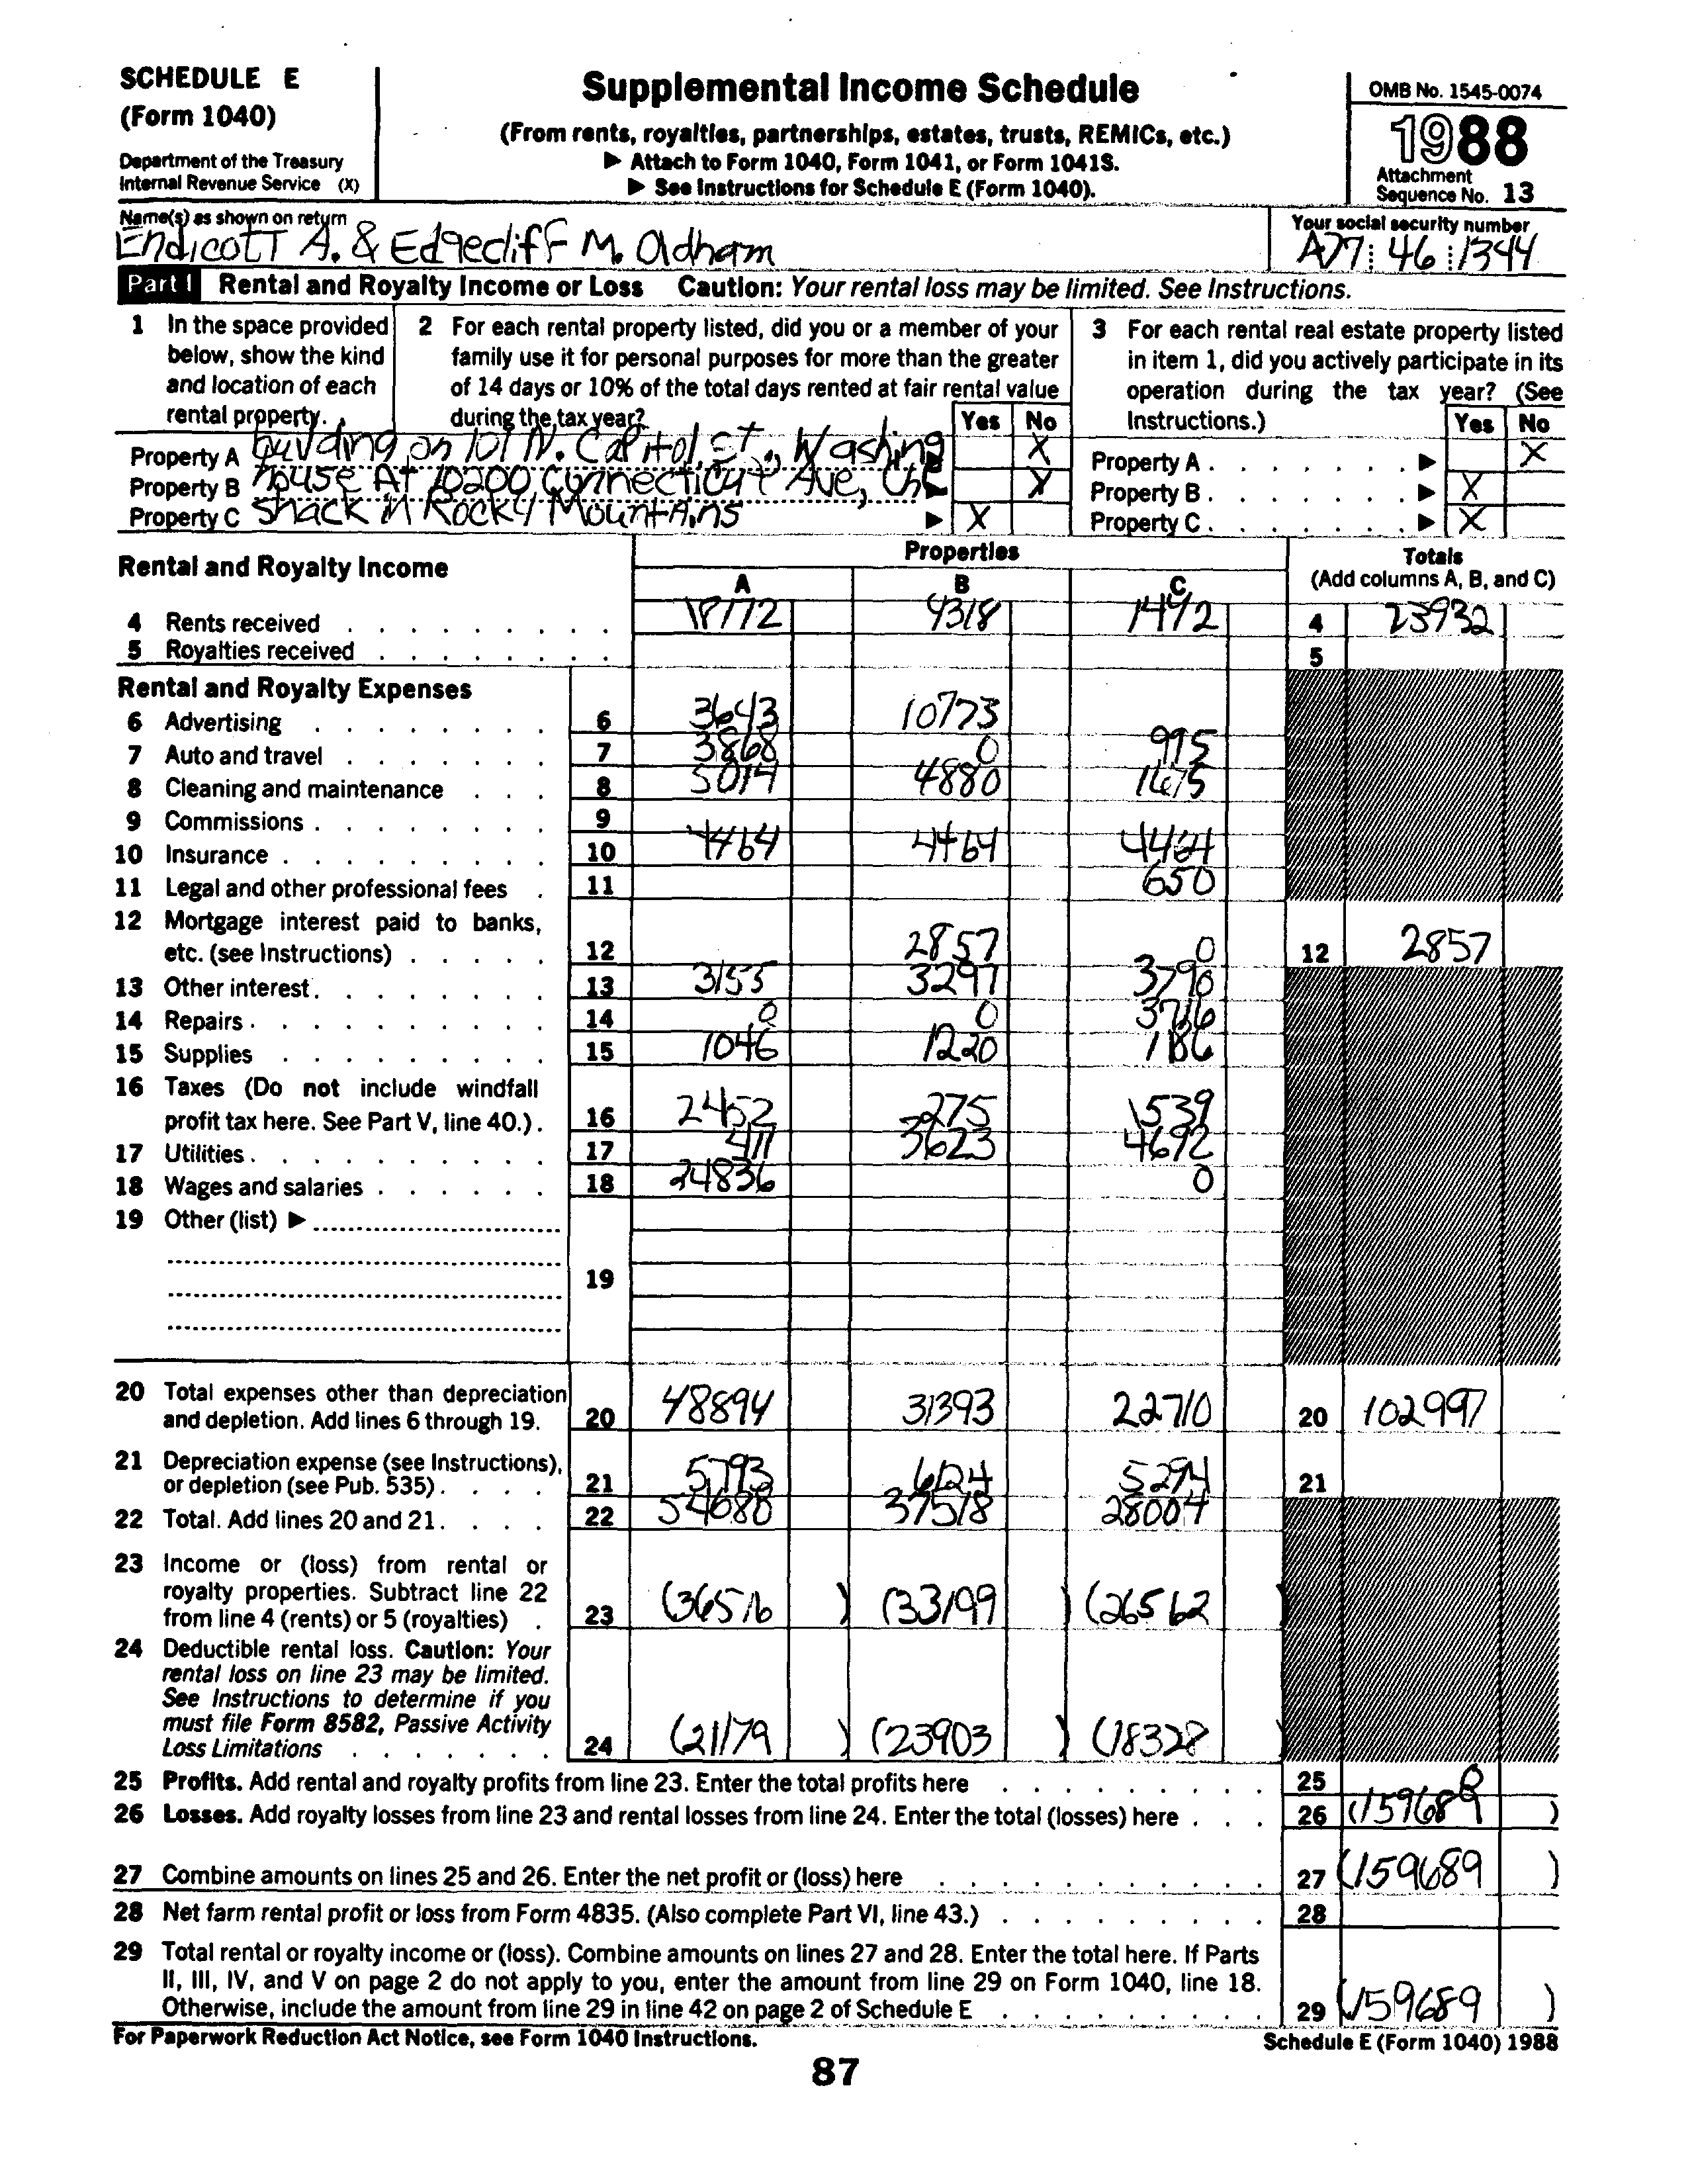 SCHEDULE E
(Form 1040)
Department of the Treasury
Internal Revenue Service (X)
Supplemental Income Schedule
(From rents, royalties, partnerships, estates, trusts, REMICs, etc.)
▶ Attach to Form 1040, Form 1041, or Form 1041S.
▶ See Instructions for Schedule E (Form 1040).
OMB No. 1545-0074
1988
Attachment
Sequence No. 13
Name(s) as shown on return
Endicott A. & Edgecliff M. Oldham
Your social security number
A77 46 1344
Part I Rental and Royalty Income or Loss Caution: Your rental loss may be limited. See Instructions.
1 In the space provided
below, show the kind
and location of each
rental property.
2 For each rental property listed, did you or a member of your
family use it for personal purposes for more than the greater
of 14 days or 10% of the total days rented at fair rental value
during the tax year?
Yes No
3 For each rental real estate property listed
in item 1, did you actively participate in its
operation during the tax year? (See
Instructions.)
Yes No
Property A building on 101 N. Capitol St., Washing X
Property B house At 10200 Connecticut Ave, Che X
Property C Shack in Rocky Mountains ▶ X
Property A . . . . . . . ▶ X
Property B . . . . . . . ▶ X
Property C . . . . . . . ▶ X
Rental and Royalty Income
Properties
A B C
Totals
(Add columns A, B, and C)
4 Rents received 18172 4318 1442 4 23932
5 Royalties received 5
Rental and Royalty Expenses
6 Advertising 6 3643 10773
7 Auto and travel 7 3868 0 995
8 Cleaning and maintenance 8 5014 4880 1675
9 Commissions 9
10 Insurance 10 4464 4464 4464
11 Legal and other professional fees 11 650
12 Mortgage interest paid to banks,
etc. (see Instructions) 12 2857 0 12 2857
13 Other interest 13 3155 3297 3790
14 Repairs 14 0 0 3716
15 Supplies 15 1046 1220 1186
16 Taxes (Do not include windfall
profit tax here. See Part V, line 40.) 16 2452 275 1539
17 Utilities 17 411 3623 4692
18 Wages and salaries 18 24836 0
19 Other (list) ▶
19
20 Total expenses other than depreciation
and depletion. Add lines 6 through 19. 20 48894 31393 22710 20 102997
21 Depreciation expense (see Instructions),
or depletion (see Pub. 535) 21 5793 6124 5294 21
22 Total. Add lines 20 and 21 22 54688 37518 28004
23 Income or (loss) from rental or
royalty properties. Subtract line 22
from line 4 (rents) or 5 (royalties) 23 (36516 ) (33199 ) (26562 )
24 Deductible rental loss. Caution: Your
rental loss on line 23 may be limited.
See Instructions to determine if you
must file Form 8582, Passive Activity
Loss Limitations 24 (21179 ) (23903 ) (18328 )
25 Profits. Add rental and royalty profits from line 23. Enter the total profits here 25 0
26 Losses. Add royalty losses from line 23 and rental losses from line 24. Enter the total (losses) here 26 (159689 )
27 Combine amounts on lines 25 and 26. Enter the net profit or (loss) here 27 (159689 )
28 Net farm rental profit or loss from Form 4835. (Also complete Part VI, line 43.) 28
29 Total rental or royalty income or (loss). Combine amounts on lines 27 and 28. Enter the total here. If Parts
II, III, IV, and V on page 2 do not apply to you, enter the amount from line 29 on Form 1040, line 18.
Otherwise, include the amount from line 29 in line 42 on page 2 of Schedule E 29 (159689 )
For Paperwork Reduction Act Notice, see Form 1040 Instructions.
Schedule E (Form 1040) 1988
87